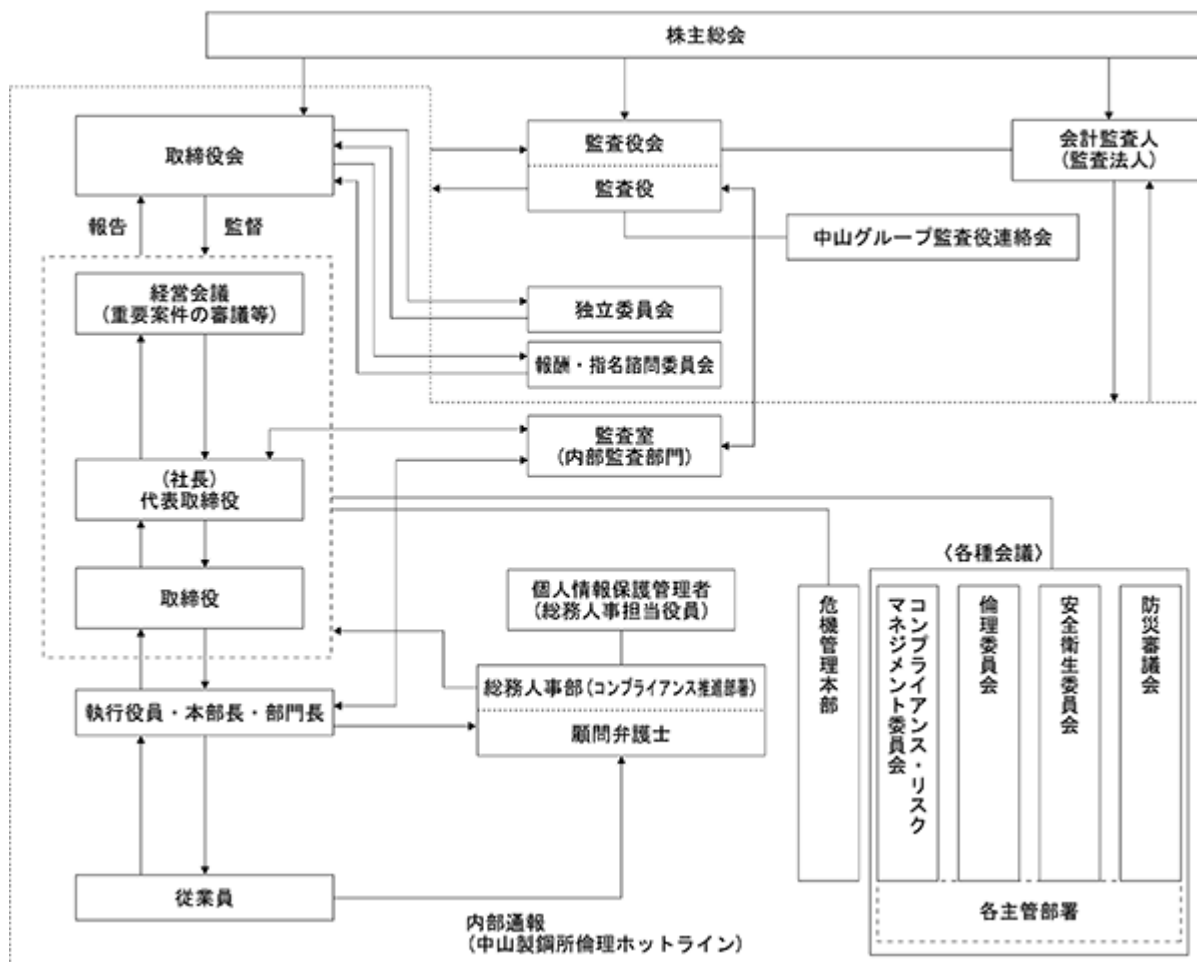 株主総会
取締役会
監査役会
監査役
会計監査人
(監査法人)
報告
監督
中山グループ監査役連絡会
経営会議
(重要案件の審議等)
独立委員会
報酬・指名諮問委員会
監査室
(内部監査部門)
(社長)
代表取締役
〈各種会議〉
取締役
個人情報保護管理者
(総務人事担当役員)
危機管理本部
コンプライアンス・リスク
マネジメント委員会
倫理委員会
安全衛生委員会
防災審議会
執行役員・本部長・部門長
総務人事部(コンプライアンス推進部署)
顧問弁護士
従業員
各主管部署
内部通報
(中山製鋼所倫理ホットライン)